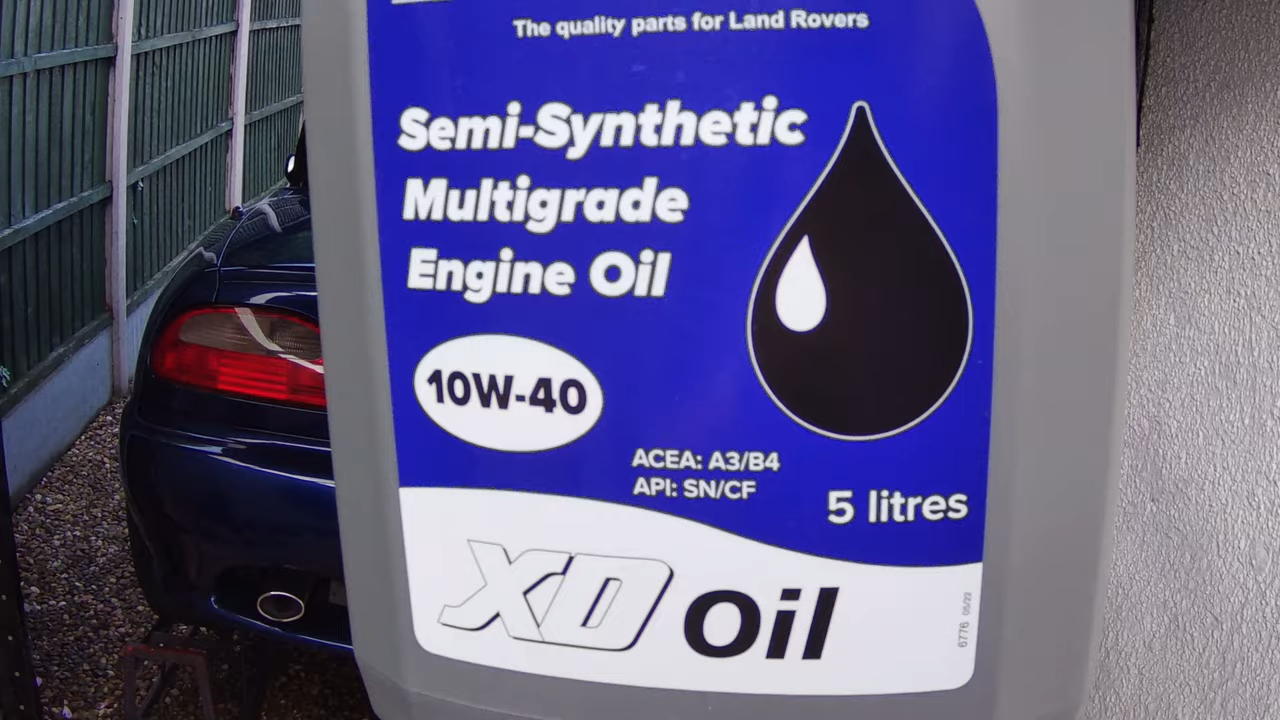 The quality parts for Land Rovers
Semi-Synthetic
Multigrade
Engine Oil
10W-40
ACEA: A3/B4
API: SN/CF
5 litres
XD Oil
6776 05/22